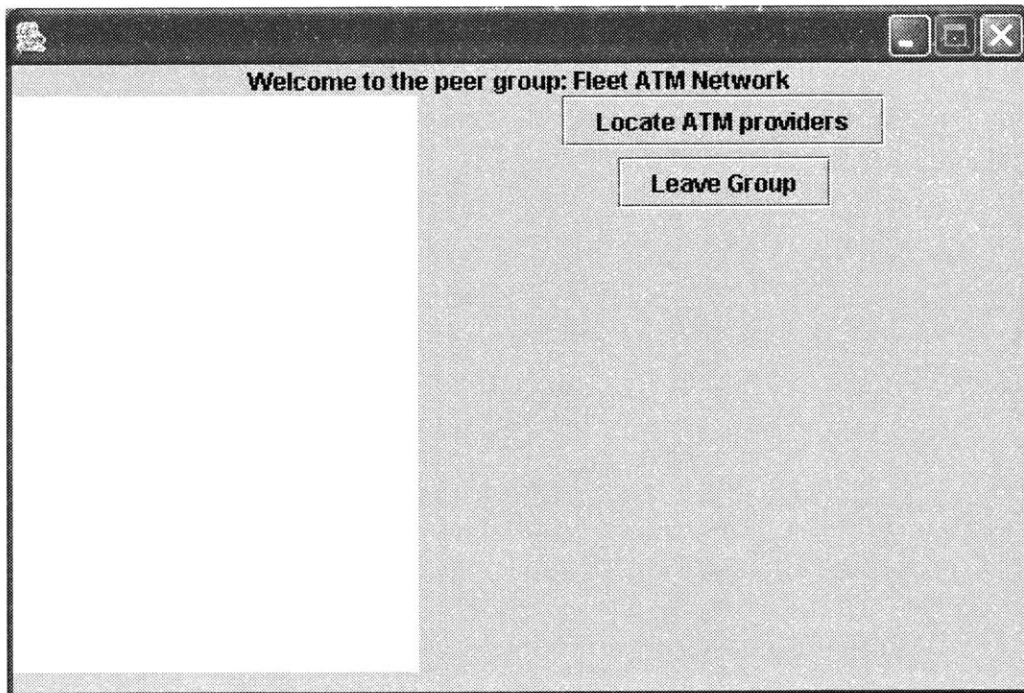 Welcome to the peer group: Fleet ATM Network
Locate ATM providers
Leave Group